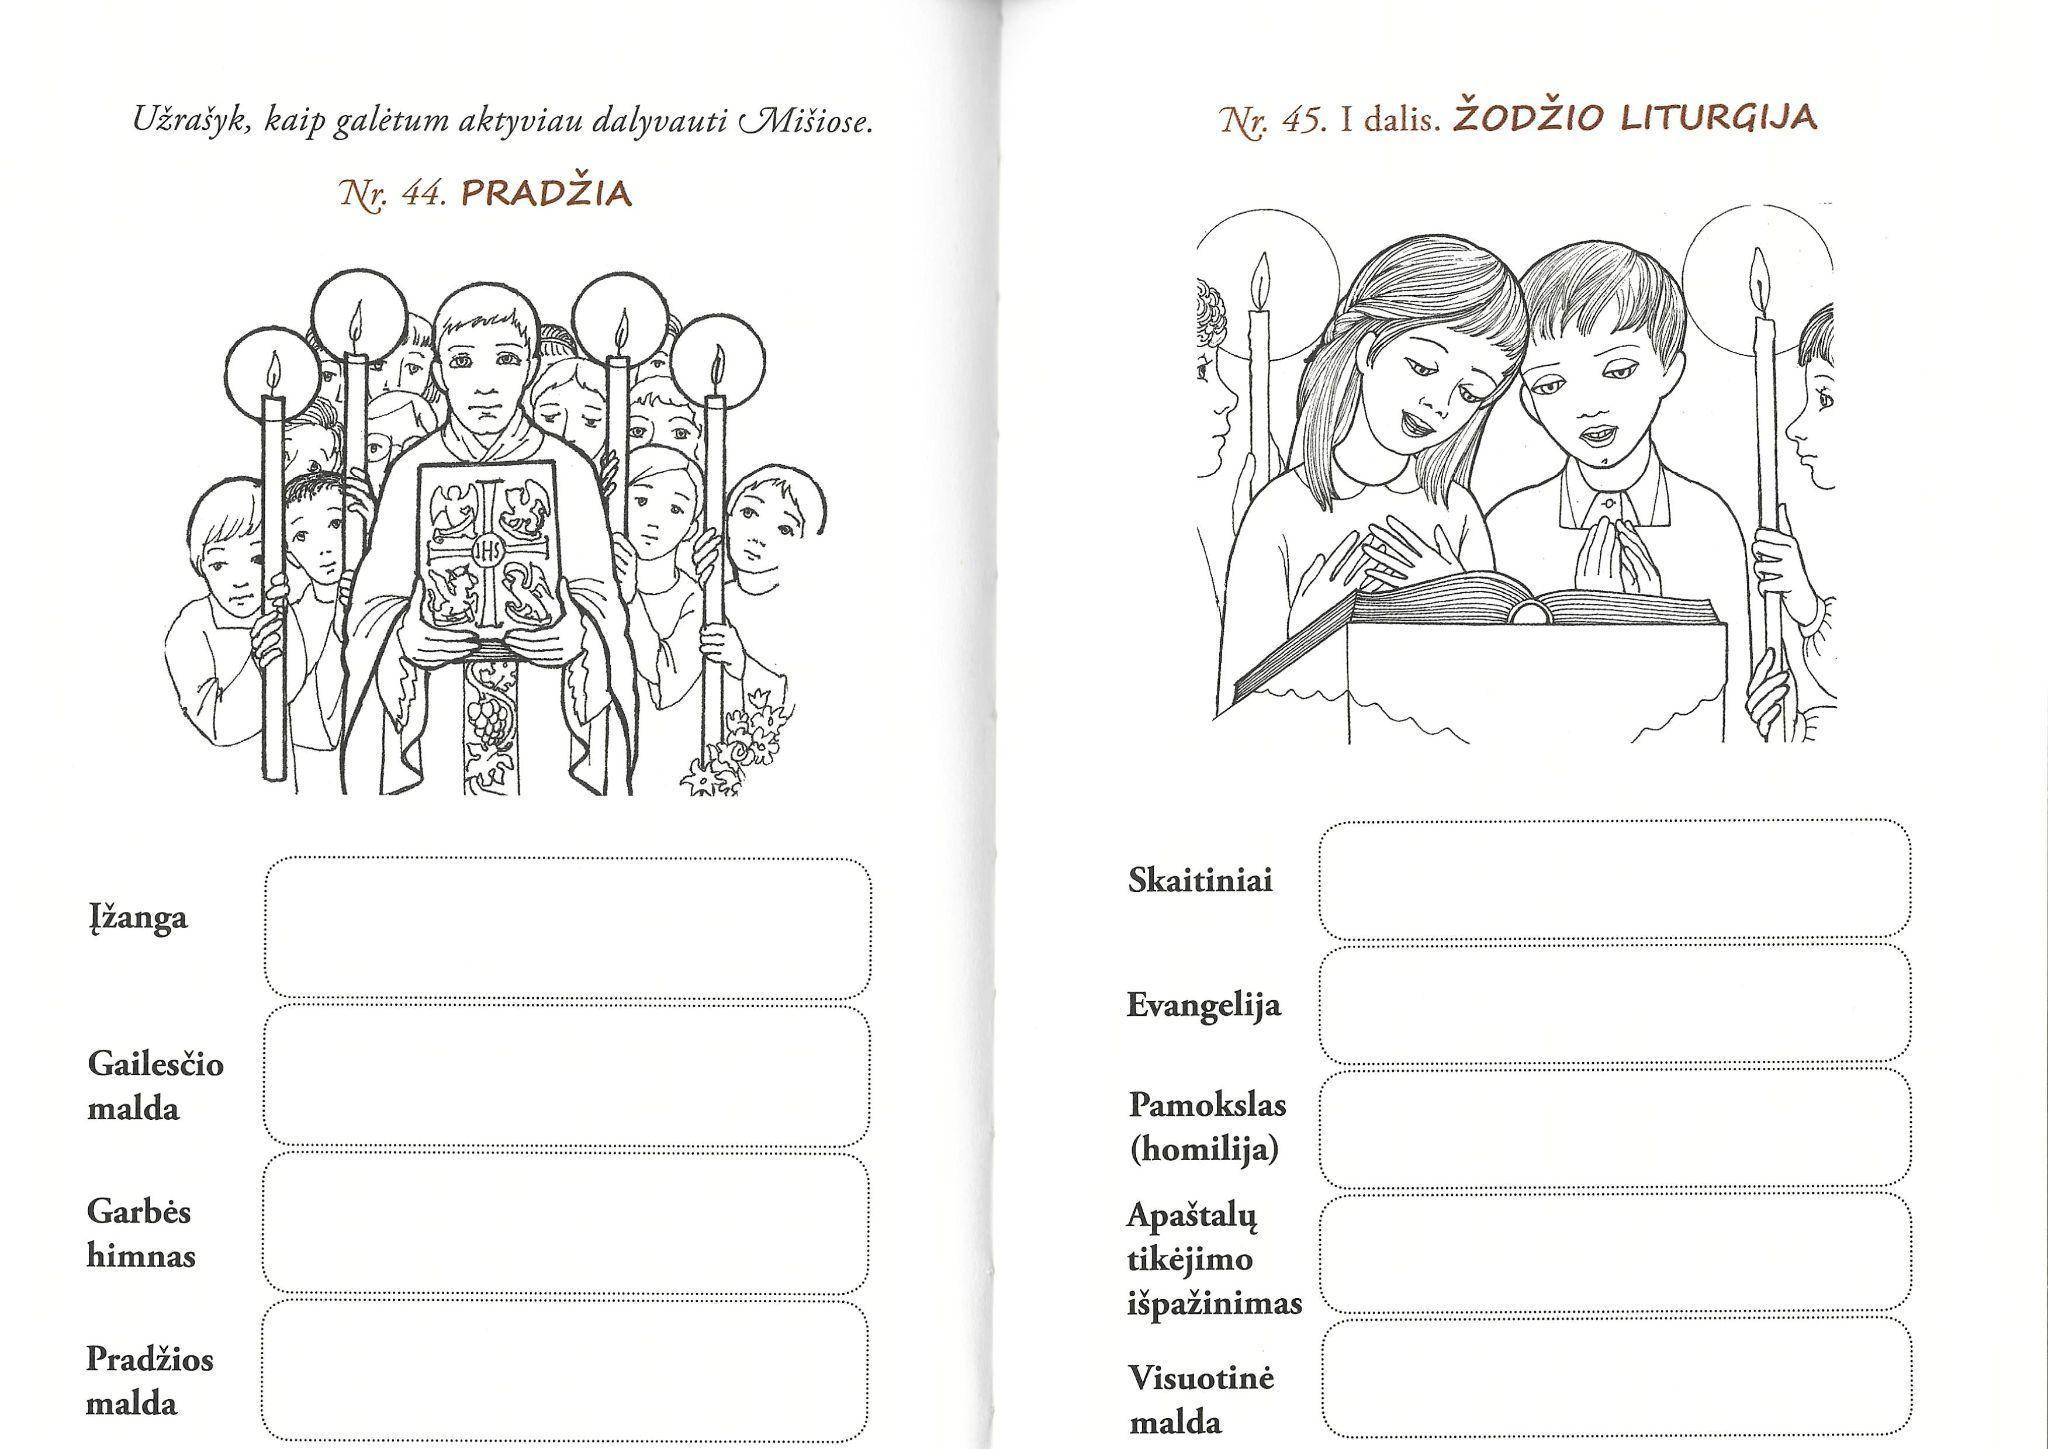 Užrašyk, kaip galėtum aktyviau dalyvauti Mišiose.
Nr. 44. PRADŽIA
IHS
Įžanga
Gailesčio
malda
Garbės
himnas
Pradžios
malda
Nr. 45. I dalis. ŽODŽIO LITURGIJA
Skaitiniai
Evangelija
Pamokslas
(homilija)
Apaštalų
tikėjimo
išpažinimas
Visuotinė
malda